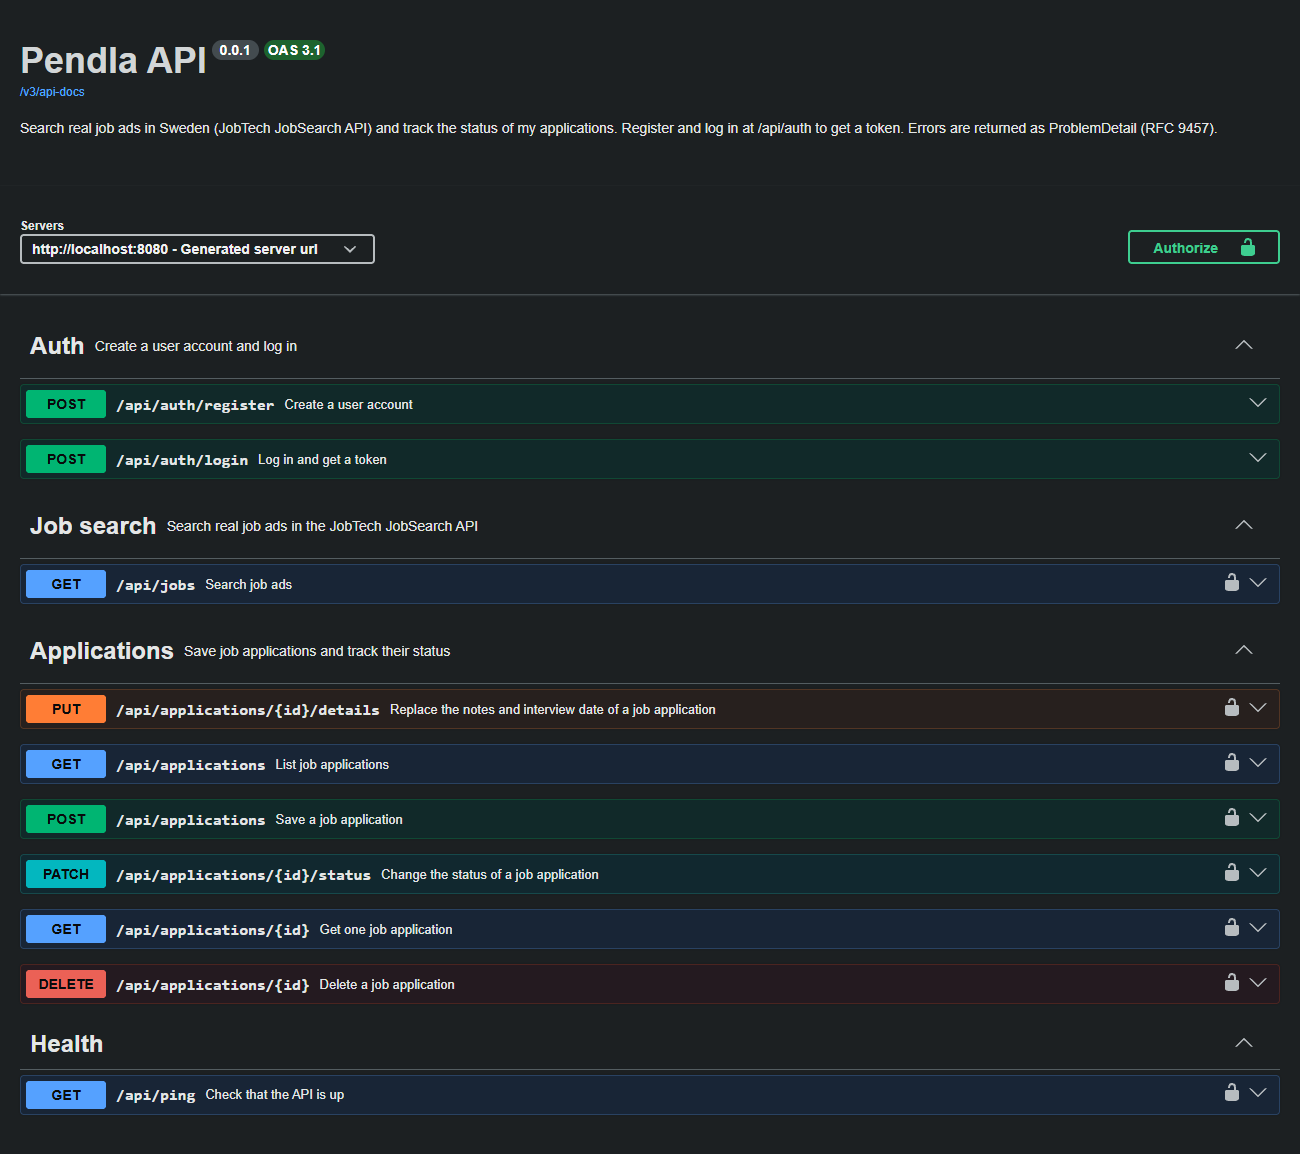 Pendla API 0.0.1 OAS 3.1
/v3/api-docs
Search real job ads in Sweden (JobTech JobSearch API) and track the status of my applications. Register and log in at /api/auth to get a token. Errors are returned as ProblemDetail (RFC 9457).
Servers
http://localhost:8080 - Generated server url
Authorize
Auth Create a user account and log in
POST /api/auth/register Create a user account
POST /api/auth/login Log in and get a token
Job search Search real job ads in the JobTech JobSearch API
GET /api/jobs Search job ads
Applications Save job applications and track their status
PUT /api/applications/{id}/details Replace the notes and interview date of a job application
GET /api/applications List job applications
POST /api/applications Save a job application
PATCH /api/applications/{id}/status Change the status of a job application
GET /api/applications/{id} Get one job application
DELETE /api/applications/{id} Delete a job application
Health
GET /api/ping Check that the API is up